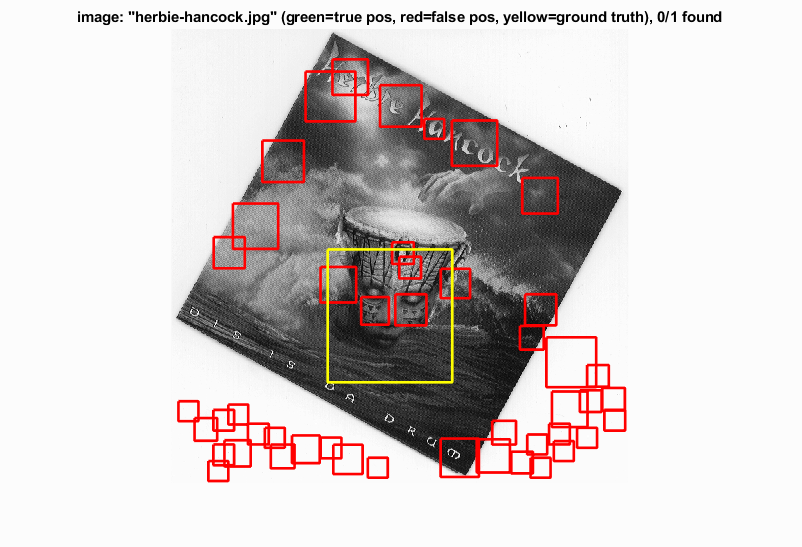 image: "herbie-hancock.jpg" (green=true pos, red=false pos, yellow=ground truth), 0/1 found
Herbie Hancock
DIS IS DA DRUM